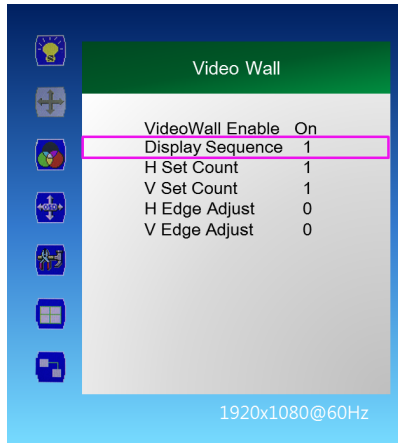 Video Wall
VideoWall Enable On
Display Sequence 1
H Set Count 1
V Set Count 1
H Edge Adjust 0
V Edge Adjust 0
1920x1080@60Hz